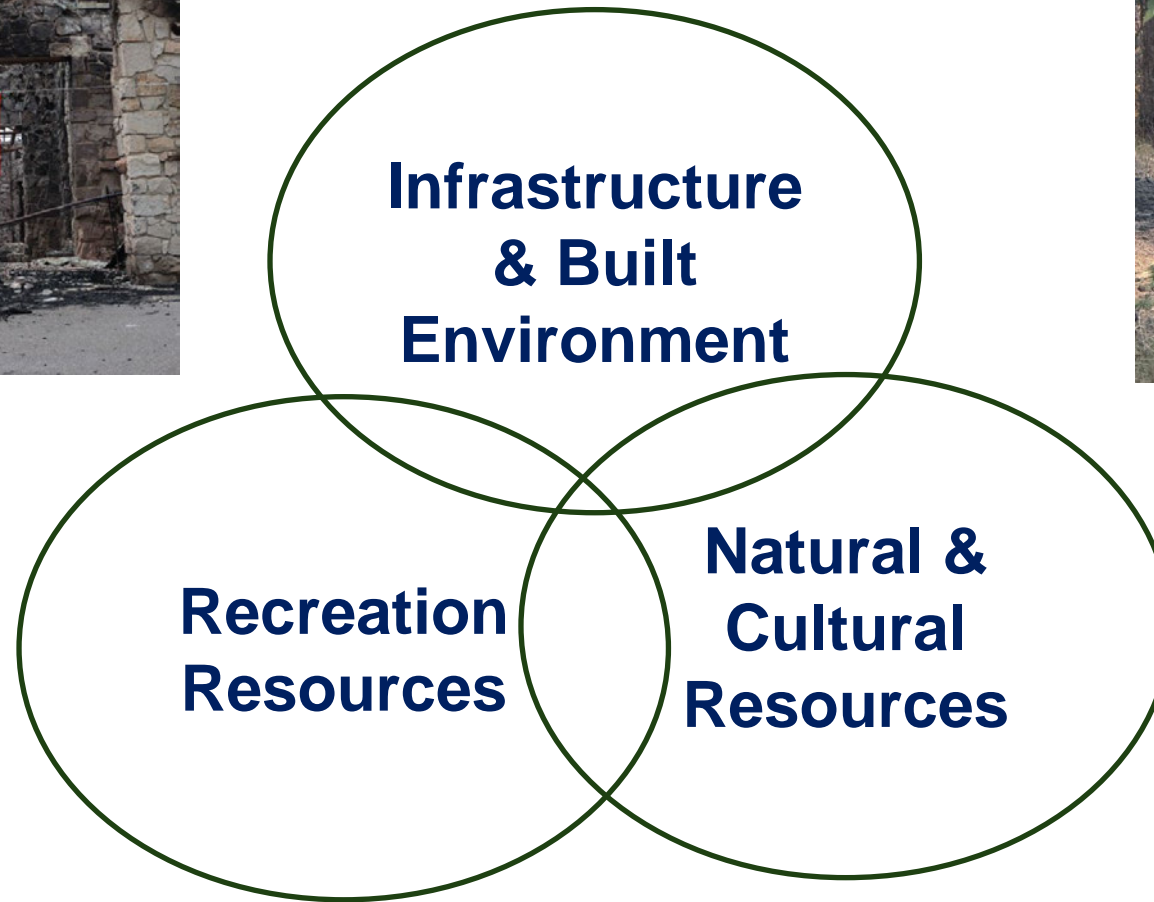 Infrastructure
& Built
Environment
Recreation
Resources
Natural &
Cultural
Resources